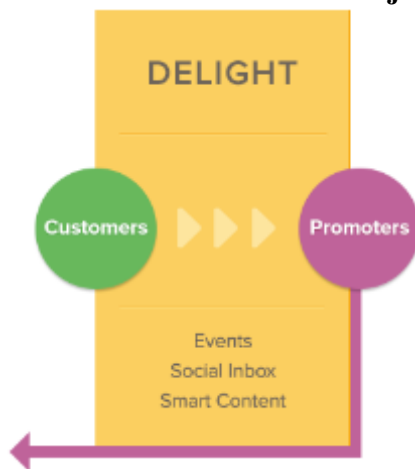 DELIGHT
Customers
Promoters
Events
Social Inbox
Smart Content